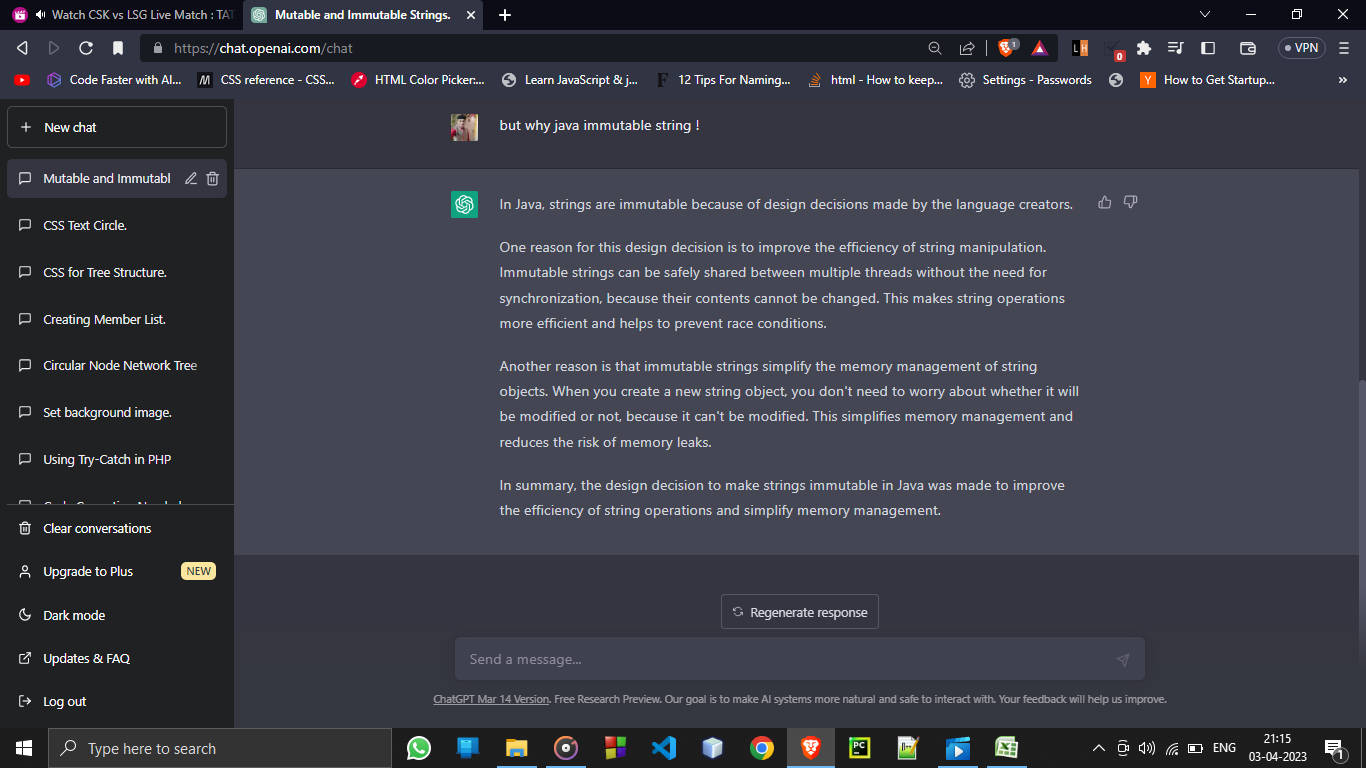 Watch CSK vs LSG Live Match : TAT
Mutable and Immutable Strings.
https://chat.openai.com/chat
1
LH
0
VPN
Code Faster with AI...
M
CSS reference - CSS...
HTML Color Picker:...
Learn JavaScript & j...
F
12 Tips For Naming...
html - How to keep...
Settings - Passwords
Y
How to Get Startup...
»
New chat
but why java immutable string !
Mutable and Immutabl
In Java, strings are immutable because of design decisions made by the language creators.
CSS Text Circle.
One reason for this design decision is to improve the efficiency of string manipulation.
Immutable strings can be safely shared between multiple threads without the need for
synchronization, because their contents cannot be changed. This makes string operations
more efficient and helps to prevent race conditions.
CSS for Tree Structure.
Creating Member List.
Circular Node Network Tree
Another reason is that immutable strings simplify the memory management of string
objects. When you create a new string object, you don't need to worry about whether it will
be modified or not, because it can't be modified. This simplifies memory management and
reduces the risk of memory leaks.
Set background image.
Using Try-Catch in PHP
In summary, the design decision to make strings immutable in Java was made to improve
the efficiency of string operations and simplify memory management.
Clear conversations
Upgrade to Plus
NEW
Dark mode
Updates & FAQ
Log out
Regenerate response
Send a message...
ChatGPT Mar 14 Version. Free Research Preview. Our goal is to make AI systems more natural and safe to interact with. Your feedback will help us improve.
Type here to search
PC
ENG
21:15
03-04-2023
1